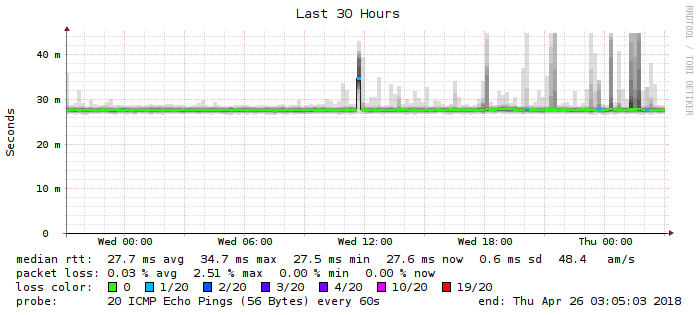 Last 30 Hours
RRDTOOL / TOBI OETIKER
Seconds
40 m
30 m
20 m
10 m
0
Wed 00:00 Wed 06:00 Wed 12:00 Wed 18:00 Thu 00:00
median rtt: 27.7 ms avg 34.7 ms max 27.5 ms min 27.6 ms now 0.6 ms sd 48.4 am/s
packet loss: 0.03 % avg 2.51 % max 0.00 % min 0.00 % now
loss color: 0 1/20 2/20 3/20 4/20 10/20 19/20
probe: 20 ICMP Echo Pings (56 Bytes) every 60s end: Thu Apr 26 03:05:03 2018